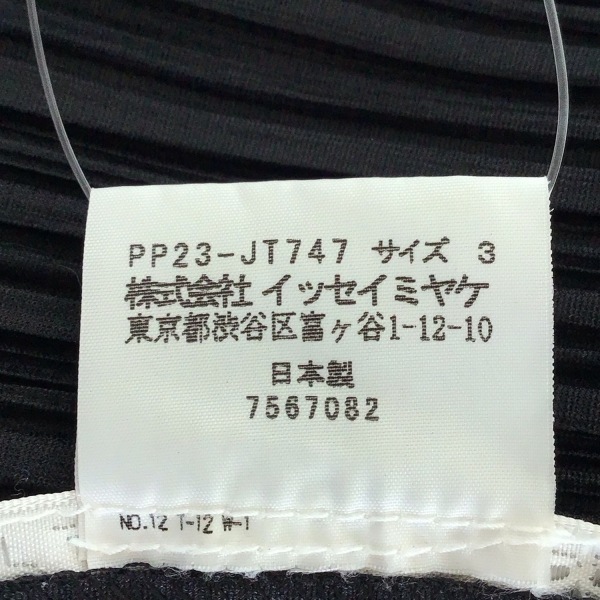 PP23-JT747 サイズ 3
株式会社 イッセイミヤケ
東京都渋谷区富ヶ谷1-12-10
日本製
7567082
NO.12 T-12 W-1